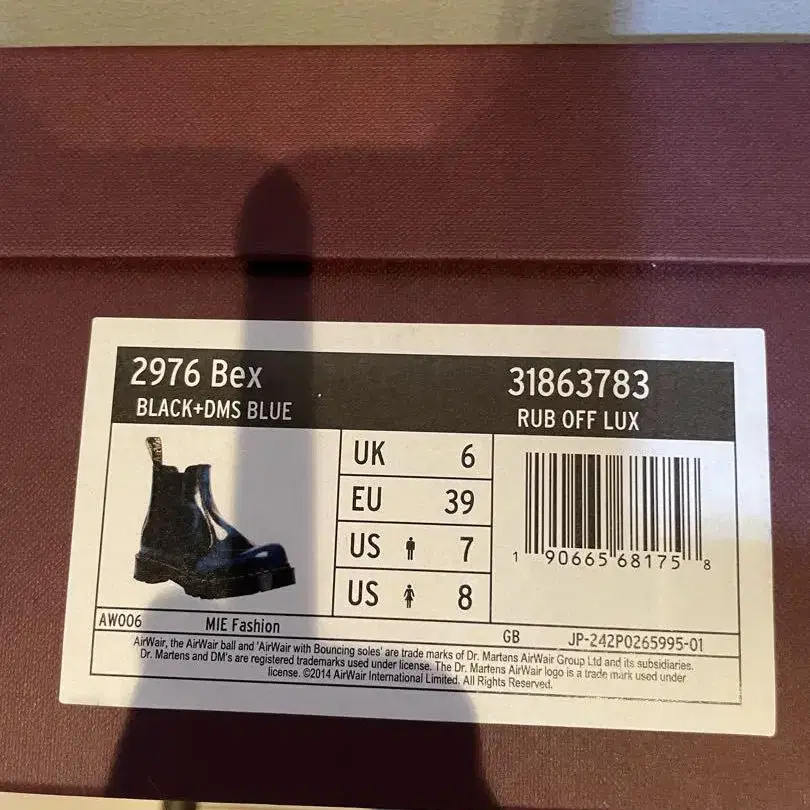 2976 Bex
BLACK+DMS BLUE
31863783
RUB OFF LUX
UK 6
EU 39
US 7
US 8
1 90665 68175 8
AW006 MIE Fashion
GB JP-242P0265995-01
AirWair, the AirWair ball and 'AirWair with Bouncing soles' are trade marks of Dr. Martens AirWair Group Ltd and its subsidiaries.
Dr. Martens and DM's are registered trademarks used under license. The Dr. Martens AirWair logo is a trade mark used under
license. ©2014 AirWair International Limited. All Rights Reserved.